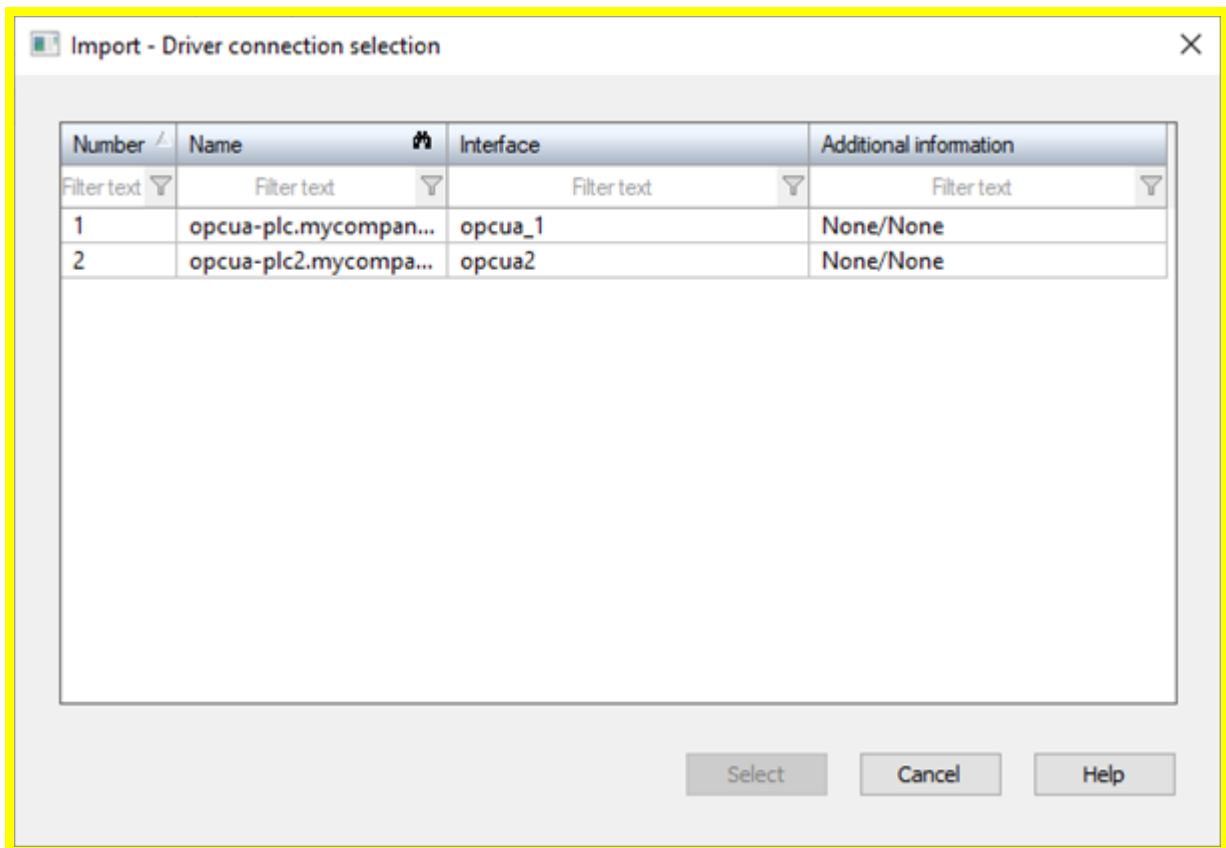 Import - Driver connection selection
Number Name Interface Additional information
Filter text Filter text Filter text Filter text
1 opcua-plc.mycompan... opcua_1 None/None
2 opcua-plc2.mycompa... opcua2 None/None
Select Cancel Help